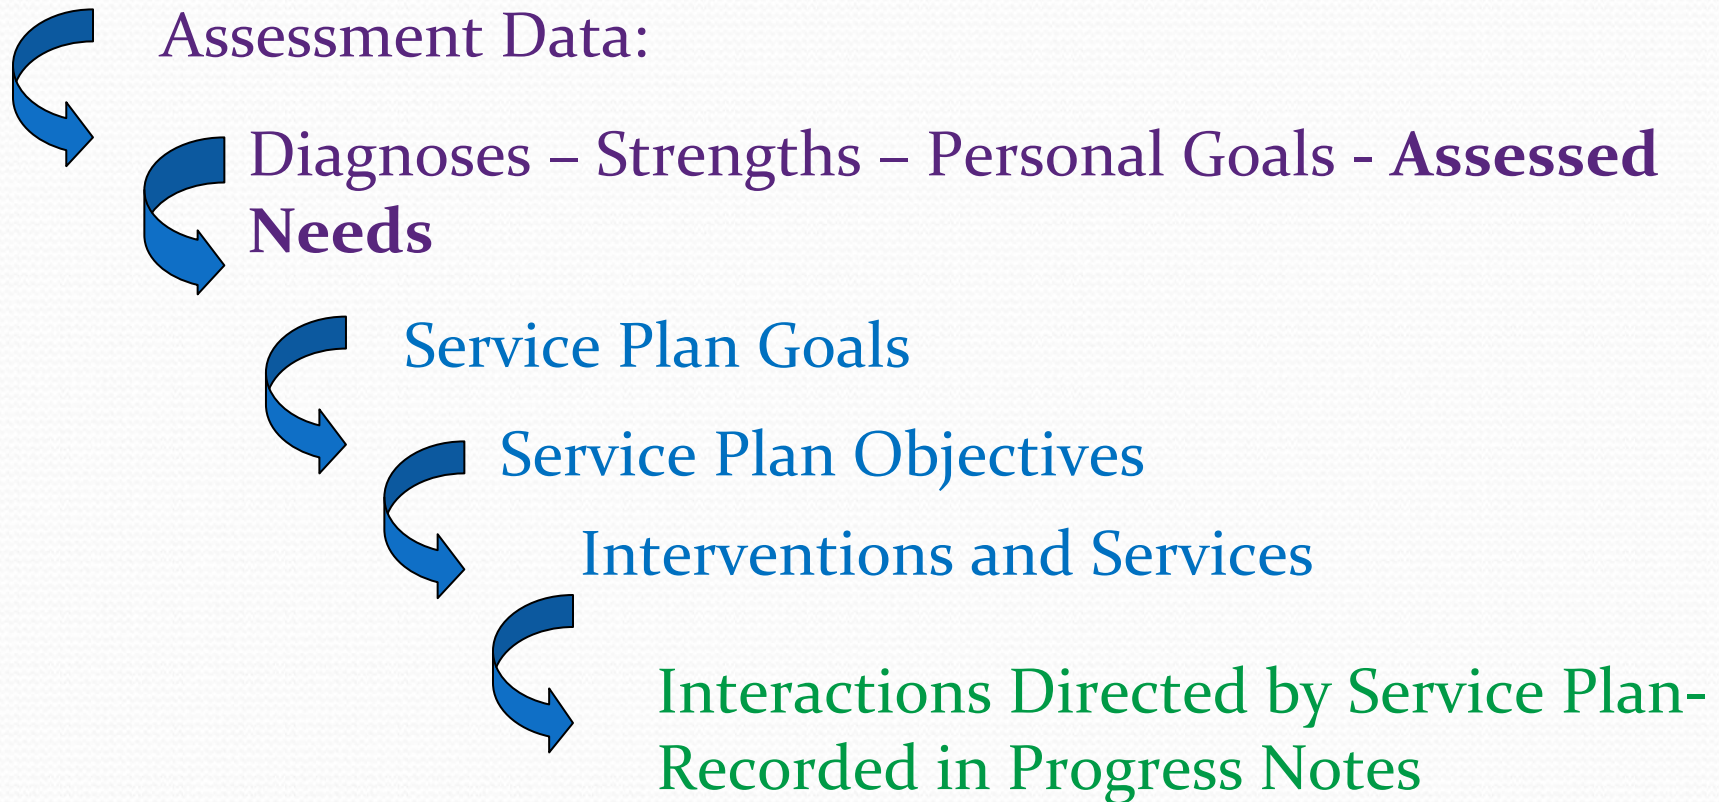 Assessment Data:
Diagnoses – Strengths – Personal Goals - Assessed
Needs
Service Plan Goals
Service Plan Objectives
Interventions and Services
Interactions Directed by Service Plan-
Recorded in Progress Notes